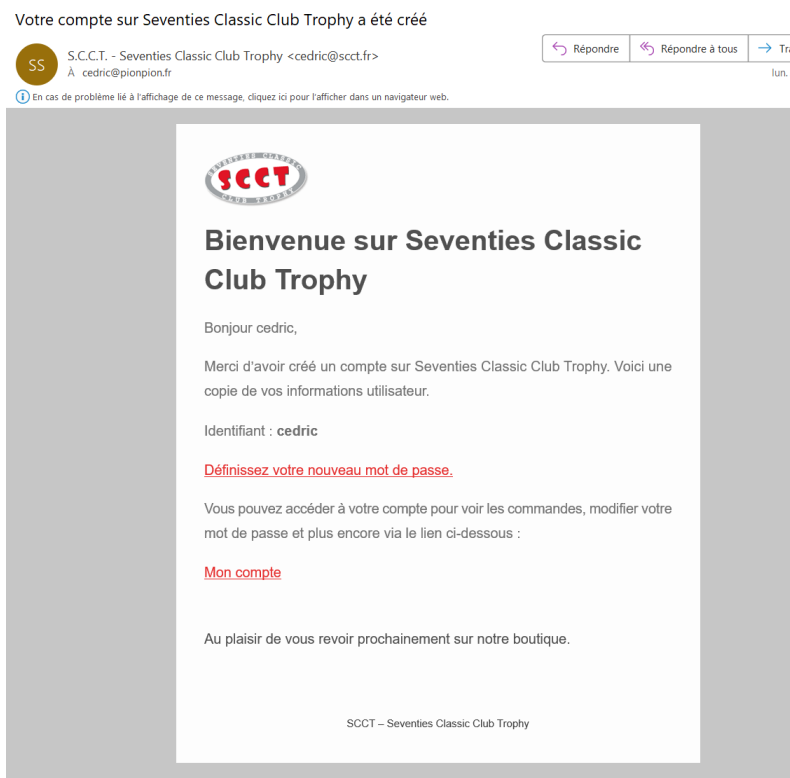 Votre compte sur Seventies Classic Club Trophy a été créé
SS
S.C.C.T. - Seventies Classic Club Trophy <cedric@scct.fr>
À cedric@pionpion.fr
Répondre
Répondre à tous
lun.
En cas de problème lié à l'affichage de ce message, cliquez ici pour l'afficher dans un navigateur web.
SEVENTIES CLASSIC
SCCT
CLUB TROPHY
Bienvenue sur Seventies Classic
Club Trophy
Bonjour cedric,
Merci d’avoir créé un compte sur Seventies Classic Club Trophy. Voici une
copie de vos informations utilisateur.
Identifiant : cedric
Définissez votre nouveau mot de passe.
Vous pouvez accéder à votre compte pour voir les commandes, modifier votre
mot de passe et plus encore via le lien ci-dessous :
Mon compte
Au plaisir de vous revoir prochainement sur notre boutique.
SCCT – Seventies Classic Club Trophy